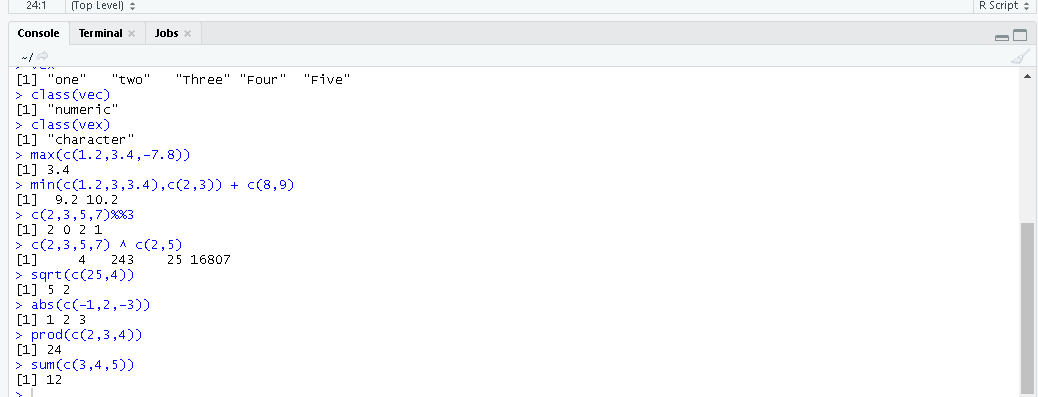 24:1 (Top Level) R Script
Console Terminal Jobs
~/
> vex
[1] "one" "two" "Three" "Four" "Five"
> class(vec)
[1] "numeric"
> class(vex)
[1] "character"
> max(c(1.2,3.4,-7.8))
[1] 3.4
> min(c(1.2,3,3.4),c(2,3)) + c(8,9)
[1] 9.2 10.2
> c(2,3,5,7)%%3
[1] 2 0 2 1
> c(2,3,5,7) ^ c(2,5)
[1] 4 243 25 16807
> sqrt(c(25,4))
[1] 5 2
> abs(c(-1,2,-3))
[1] 1 2 3
> prod(c(2,3,4))
[1] 24
> sum(c(3,4,5))
[1] 12
>